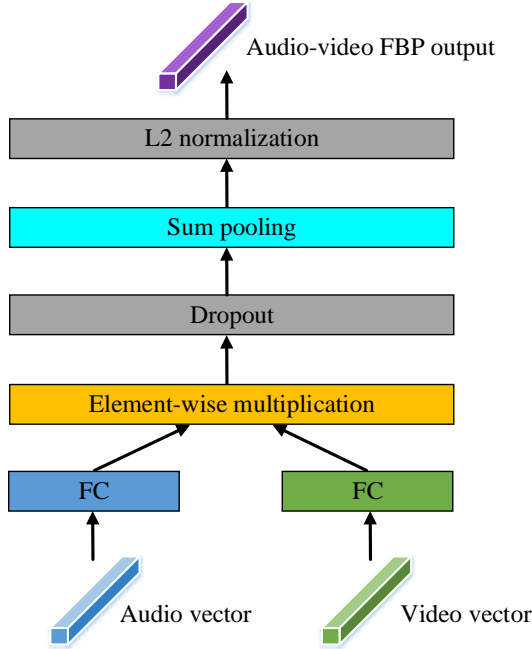 Audio-video FBP output
L2 normalization
Sum pooling
Dropout
Element-wise multiplication
FC
FC
Audio vector
Video vector